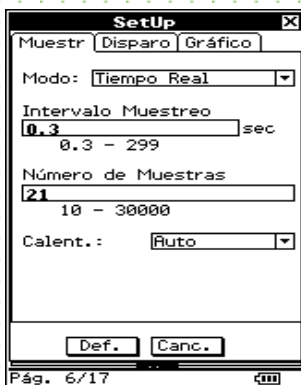 SetUp
Muestr Disparo Gráfico
Modo: Tiempo Real
Intervalo Muestreo
0.3 sec
0.3 - 299
Número de Muestras
21
10 - 30000
Calent.: Auto
Def. Canc.
Pág. 6/17